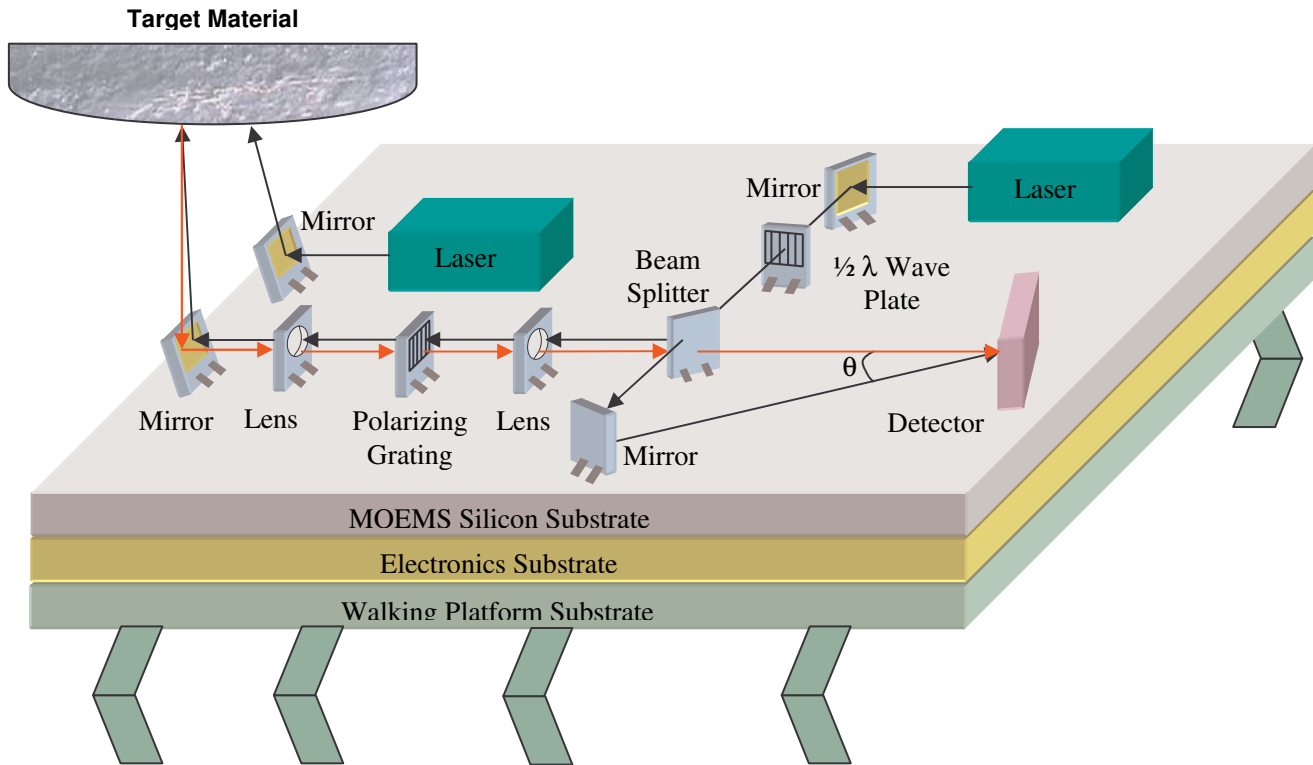 Target Material
Mirror
Laser
½ λ Wave
Plate
Mirror
Laser
Beam
Splitter
Mirror
Lens
Polarizing
Grating
Lens
Mirror
θ
Detector
MOEMS Silicon Substrate
Electronics Substrate
Walking Platform Substrate